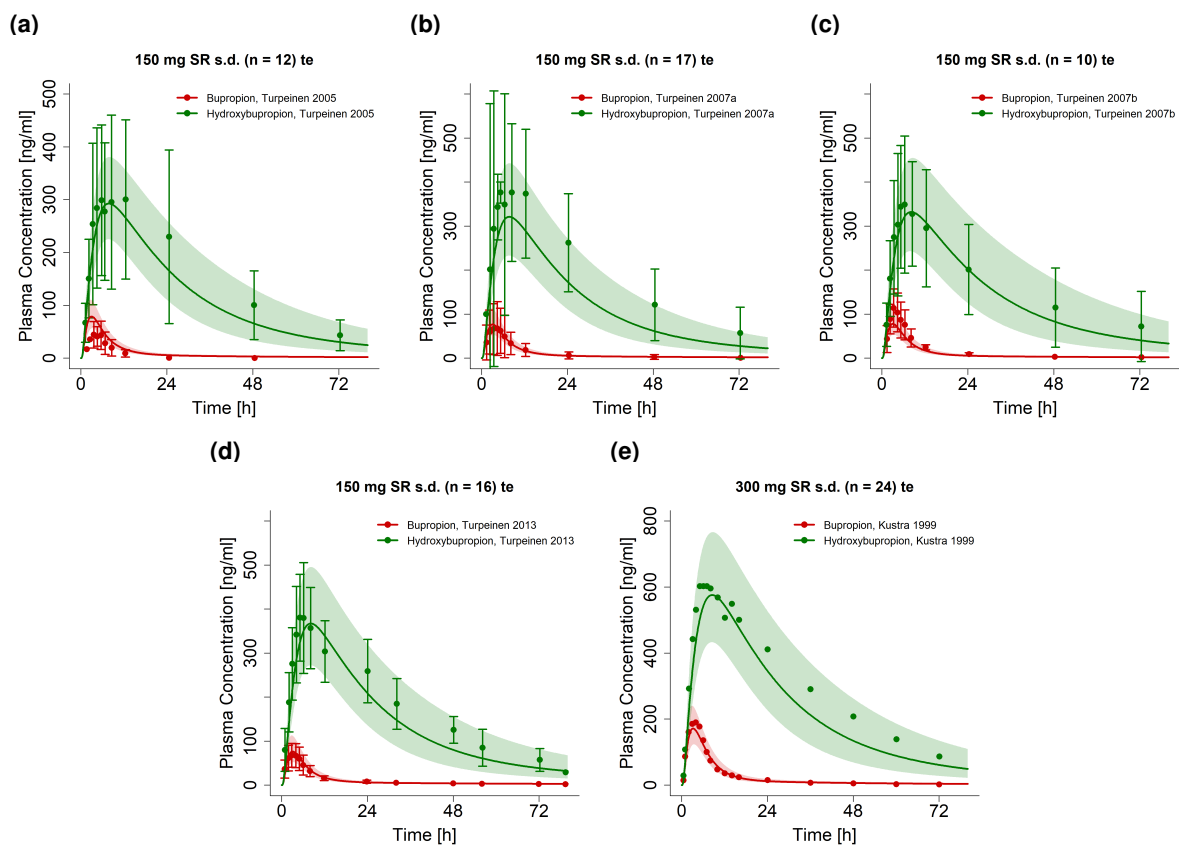 (a)
150 mg SR s.d. (n = 12) te
Bupropion, Turpeinen 2005
Hydroxybupropion, Turpeinen 2005
Plasma Concentration [ng/ml]
500
400
300
200
100
0
0 24 48 72
Time [h]
(b)
150 mg SR s.d. (n = 17) te
Bupropion, Turpeinen 2007a
Hydroxybupropion, Turpeinen 2007a
Plasma Concentration [ng/ml]
500
300
100
0
0 24 48 72
Time [h]
(c)
150 mg SR s.d. (n = 10) te
Bupropion, Turpeinen 2007b
Hydroxybupropion, Turpeinen 2007b
Plasma Concentration [ng/ml]
500
300
100
0
0 24 48 72
Time [h]
(d)
150 mg SR s.d. (n = 16) te
Bupropion, Turpeinen 2013
Hydroxybupropion, Turpeinen 2013
Plasma Concentration [ng/ml]
500
300
100
0
0 24 48 72
Time [h]
(e)
300 mg SR s.d. (n = 24) te
Bupropion, Kustra 1999
Hydroxybupropion, Kustra 1999
Plasma Concentration [ng/ml]
800
600
400
200
0
0 24 48 72
Time [h]